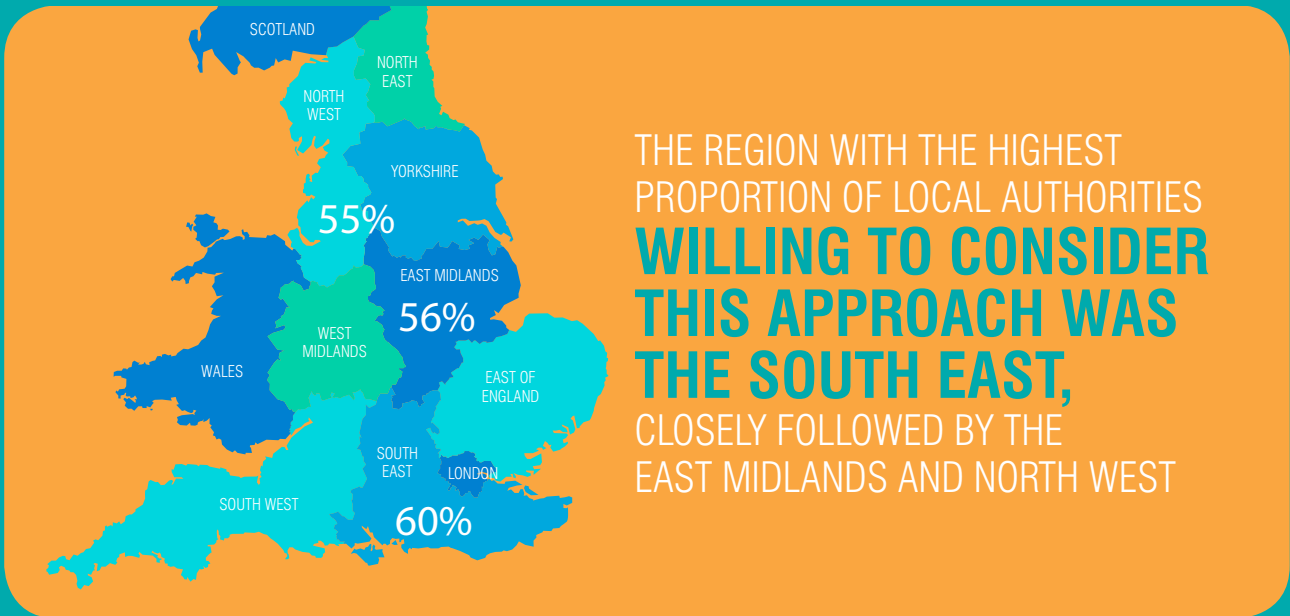 SCOTLAND
NORTH
EAST
NORTH
WEST
YORKSHIRE
55%
EAST MIDLANDS
56%
WEST
MIDLANDS
WALES
EAST OF
ENGLAND
SOUTH
EAST
LONDON
SOUTH WEST
60%
THE REGION WITH THE HIGHEST
PROPORTION OF LOCAL AUTHORITIES
WILLING TO CONSIDER
THIS APPROACH WAS
THE SOUTH EAST,
CLOSELY FOLLOWED BY THE
EAST MIDLANDS AND NORTH WEST